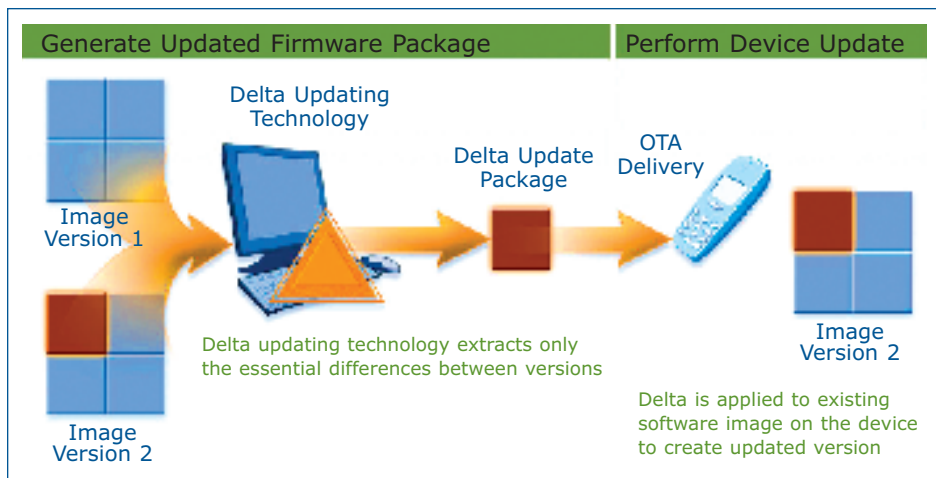 Generate Updated Firmware Package
Perform Device Update
Delta Updating
Technology
Image
Version 1
Delta Update
Package
OTA
Delivery
Delta updating technology extracts only
the essential differences between versions
Image
Version 2
Image
Version 2
Delta is applied to existing
software image on the device
to create updated version